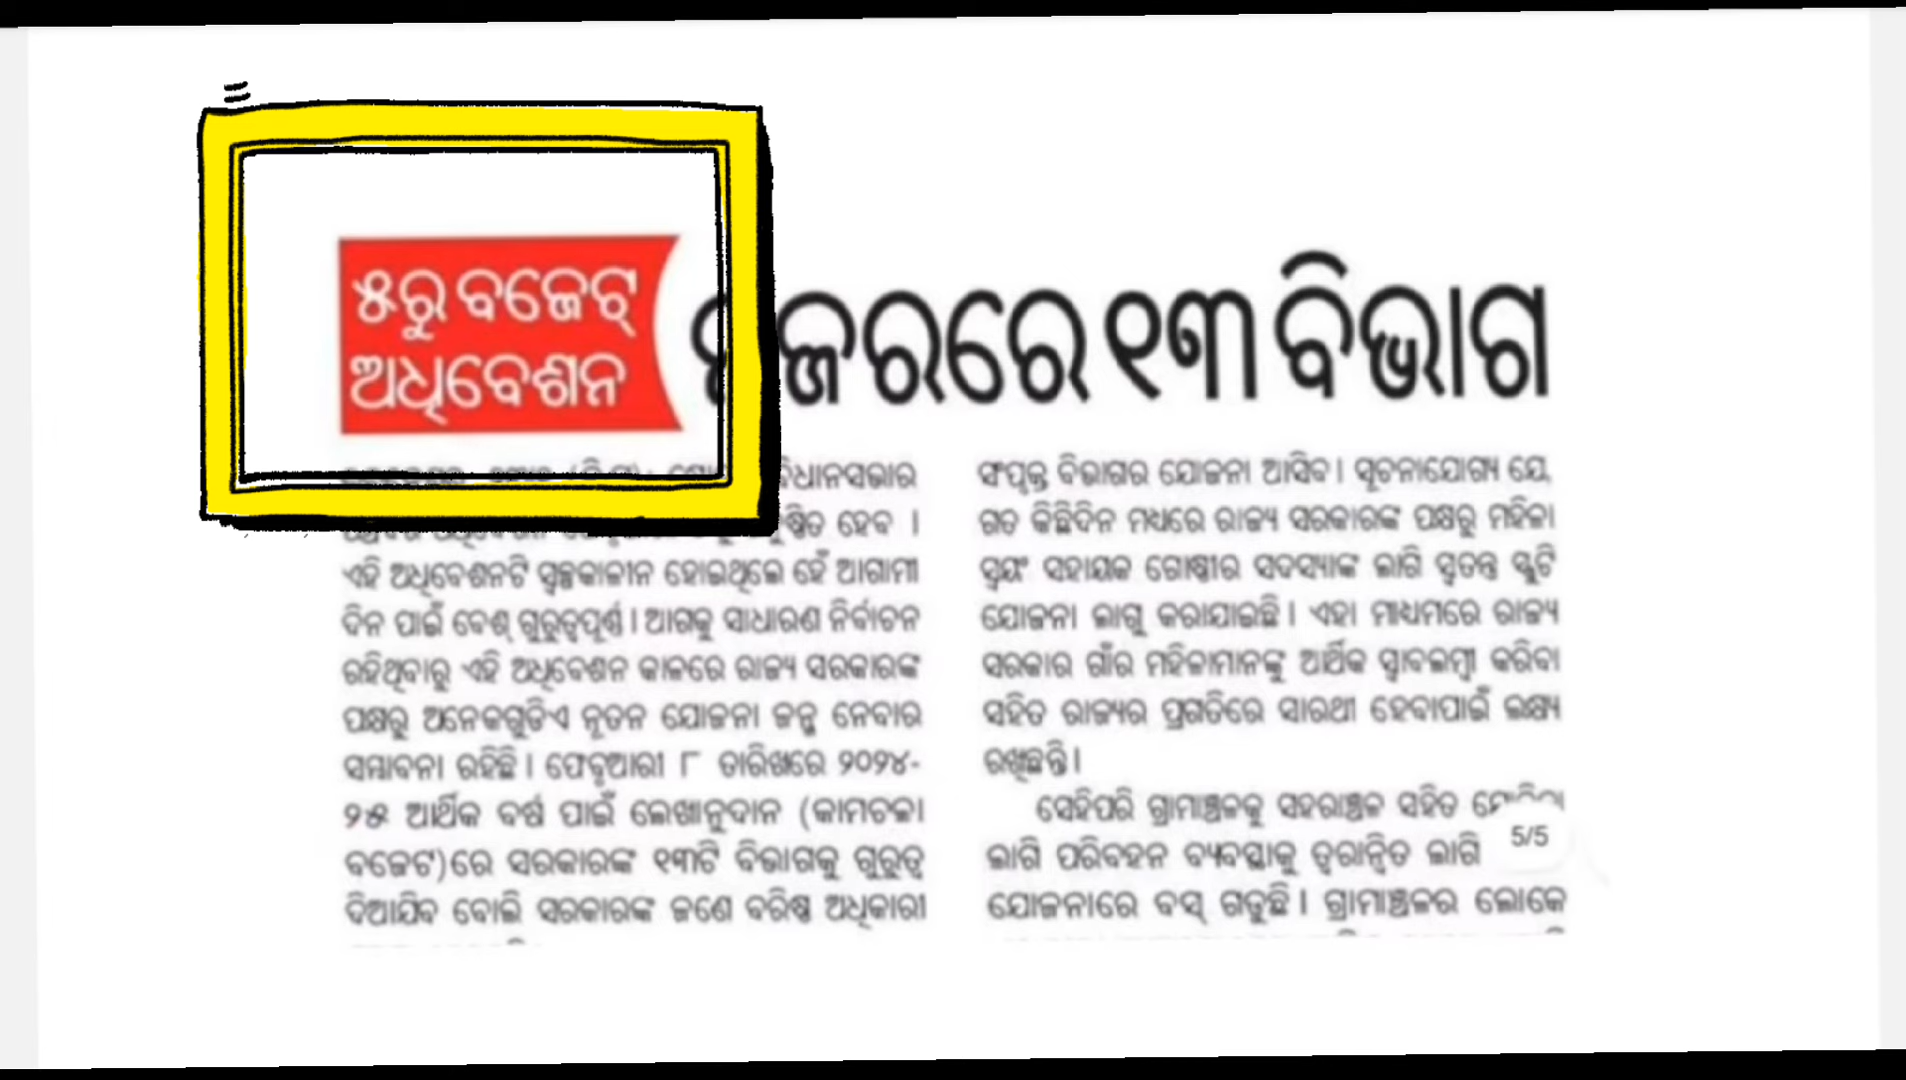 ୫ରୁ ବଜେଟ୍
ଅଧିବେଶନ
ନଜରରେ ୧୩ ବିଭାଗ
ବିଧାନସଭାର
ହେବ ।
ଏହି ଅଧିବେଶନଟି ସ୍ୱଳ୍ପକାଳୀନ ହୋଇଥିଲେ ହେଁ ଆଗାମୀ
ଦିନ ପାଇଁ ବେଶ୍ ଗୁରୁତ୍ୱପୂର୍ଣ୍ଣ । ଆଗକୁ ସାଧାରଣ ନିର୍ବାଚନ
ରହିଥିବାରୁ ଏହି ଅଧିବେଶନ କାଳରେ ରାଜ୍ୟ ସରକାରଙ୍କ
ପକ୍ଷରୁ ଅନେକଗୁଡିଏ ନୂତନ ଯୋଜନା ଜନ୍ମ ନେବାର
ସମ୍ଭାବନା ରହିଛି । ଫେବୃଆରୀ ୮ ତାରିଖରେ ୨୦୨୪-
୨୫ ଆର୍ଥିକ ବର୍ଷ ପାଇଁ ଲେଖାନୁଦାନ (କାମଚଳା
ବଜେଟ)ରେ ସରକାରଙ୍କ ୧୩ଟି ବିଭାଗକୁ ଗୁରୁତ୍ୱ
ଦିଆଯିବ ବୋଲି ସରକାରଙ୍କ ଜଣେ ବରିଷ୍ଠ ଅଧିକାରୀ
ସଂପୃକ୍ତ ବିଭାଗର ଯୋଜନା ଆସିବ । ସୂଚନାଯୋଗ୍ୟ ଯେ,
ଗତ କିଛିଦିନ ମଧ୍ୟରେ ରାଜ୍ୟ ସରକାରଙ୍କ ପକ୍ଷରୁ ମହିଳା
ସ୍ୱୟଂ ସହାୟକ ଗୋଷ୍ଠୀର ସଦସ୍ୟାଙ୍କ ଲାଗି ସ୍ୱତନ୍ତ୍ର ସ୍କୁଟି
ଯୋଜନା ଲାଗୁ କରାଯାଇଛି । ଏହା ମାଧ୍ୟମରେ ରାଜ୍ୟ
ସରକାର ଗାଁର ମହିଳାମାନଙ୍କୁ ଆର୍ଥିକ ସ୍ୱାବଲମ୍ବୀ କରିବା
ସହିତ ରାଜ୍ୟର ପ୍ରଗତିରେ ସାରଥୀ ହେବାପାଇଁ ଲକ୍ଷ୍ୟ
ରଖିଛନ୍ତି ।
ସେହିପରି ଗ୍ରାମାଞ୍ଚଳକୁ ସହରାଞ୍ଚଳ ସହିତ
ଲାଗି ପରିବହନ ବ୍ୟବସ୍ଥାକୁ ତ୍ୱରାନ୍ୱିତ ଲାଗି
5/5
ଯୋଜନାରେ ବସ୍ ଗଡୁଛି । ଗ୍ରାମାଞ୍ଚଳର ଲୋକେ